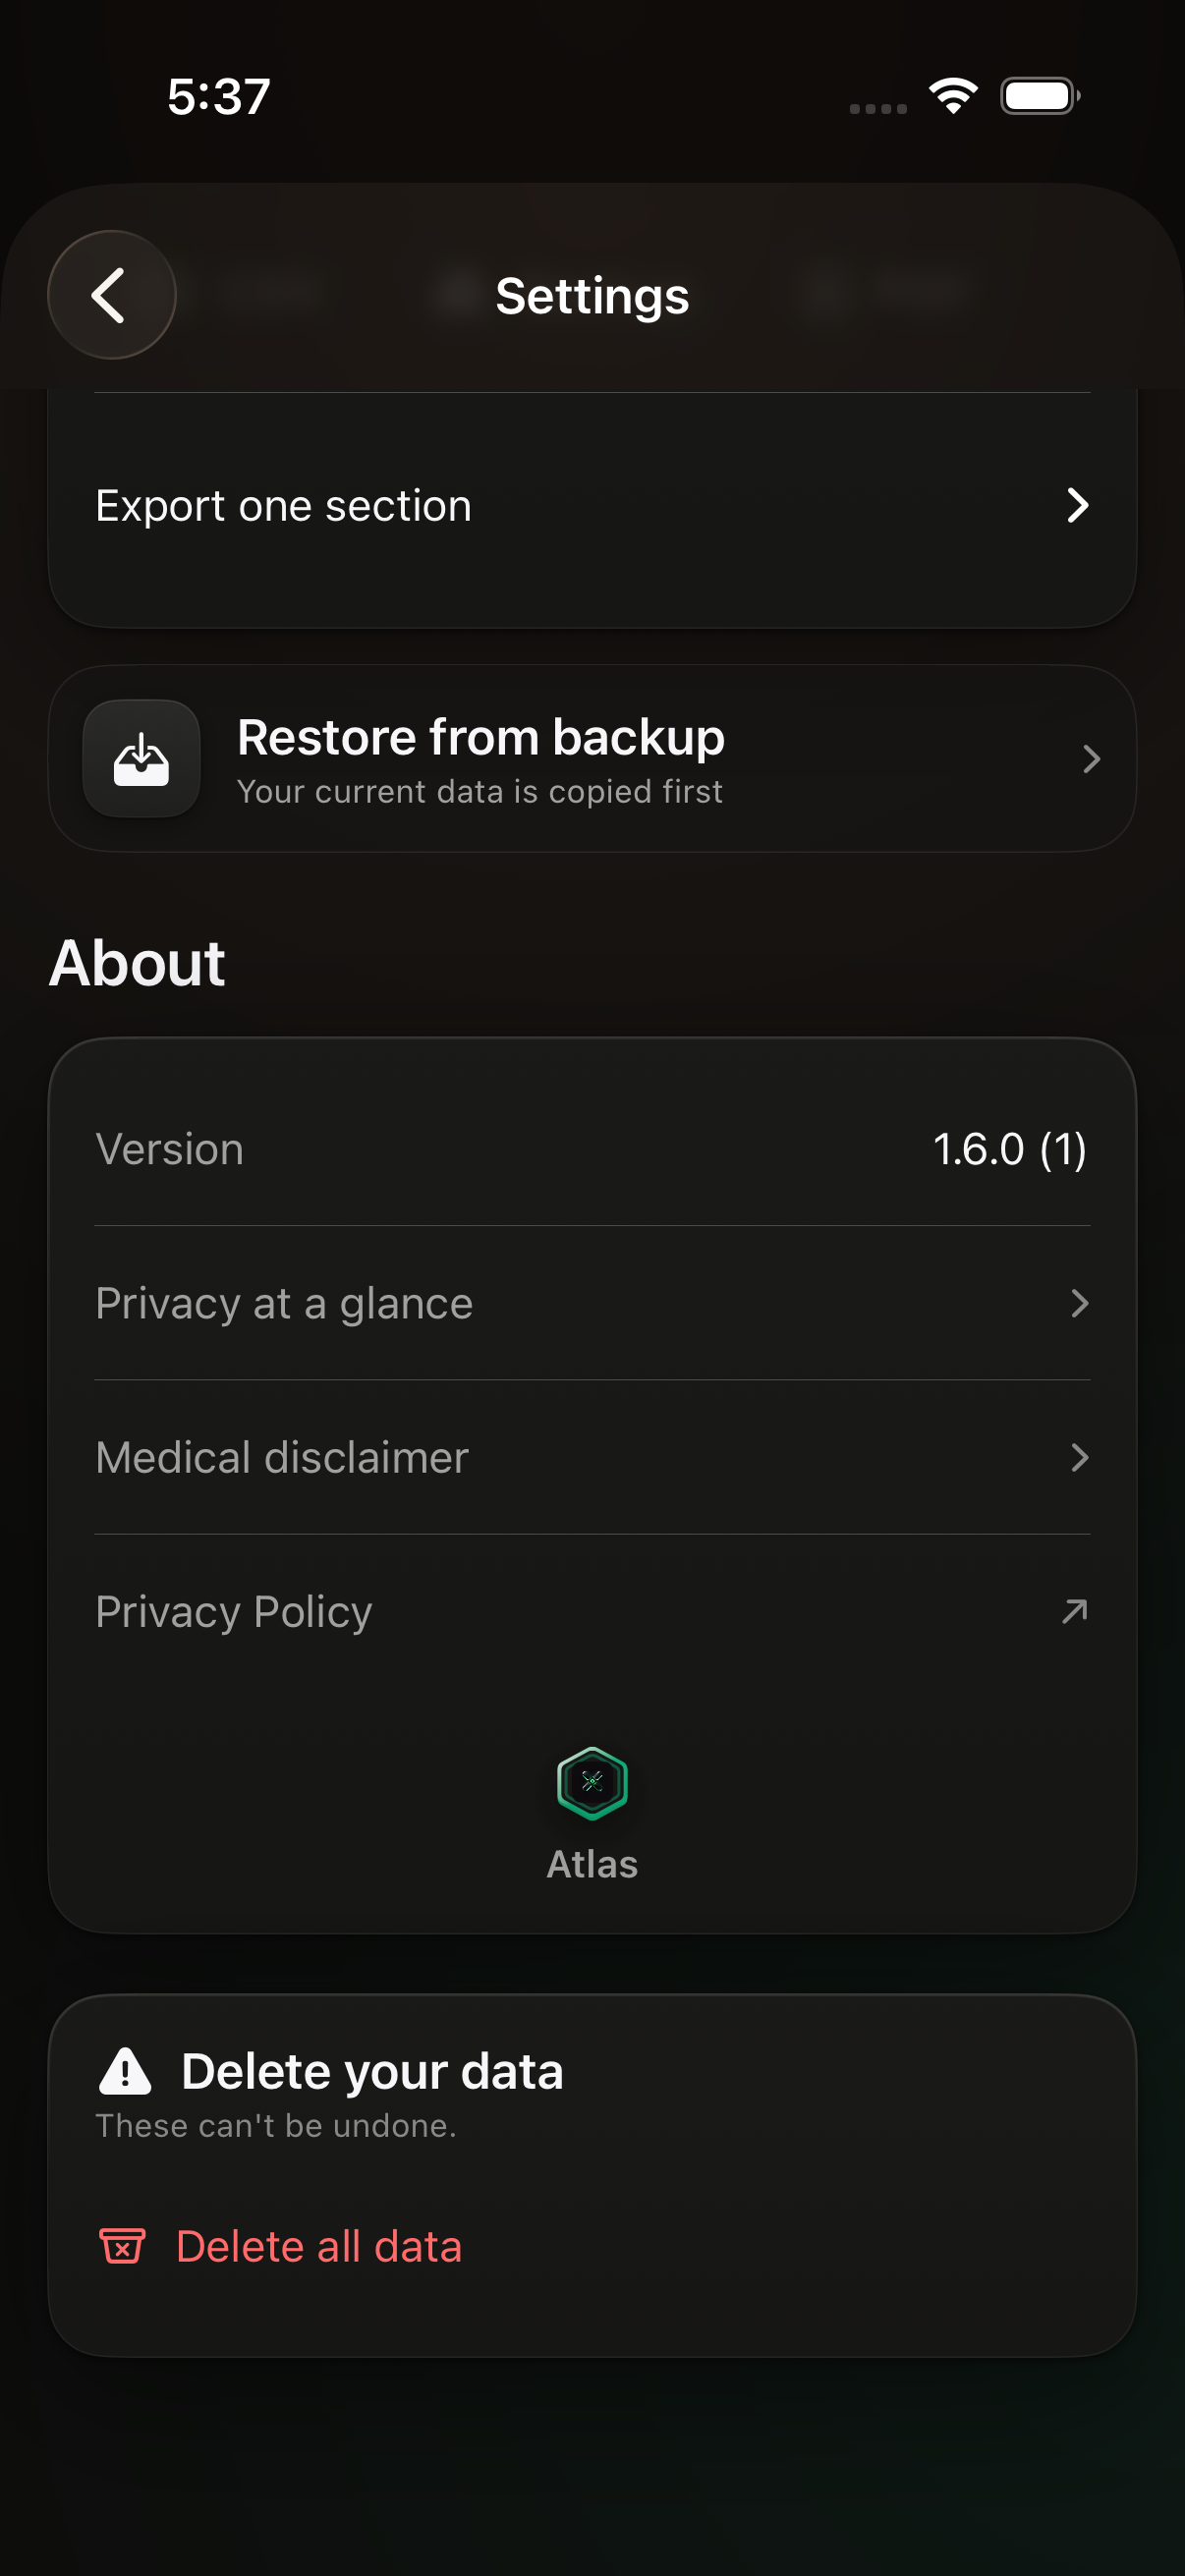 5:37
Settings
Export one section
Restore from backup
Your current data is copied first
About
Version 1.6.0 (1)
Privacy at a glance
Medical disclaimer
Privacy Policy
Atlas
Delete your data
These can't be undone.
Delete all data